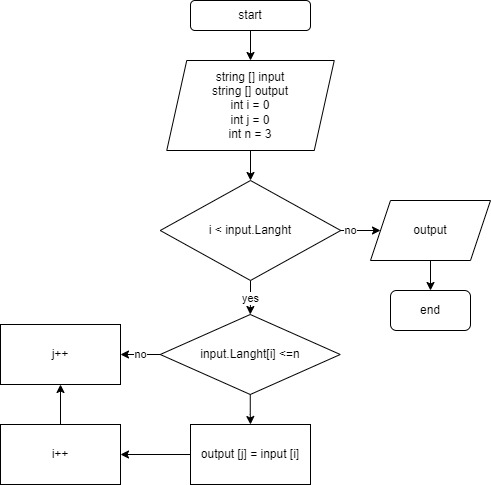 start
string [] input
string [] output
int i = 0
int j = 0
int n = 3
i < input.Langht
no
output
yes
end
input.Langht[i] <=n
no
j++
output [j] = input [i]
i++